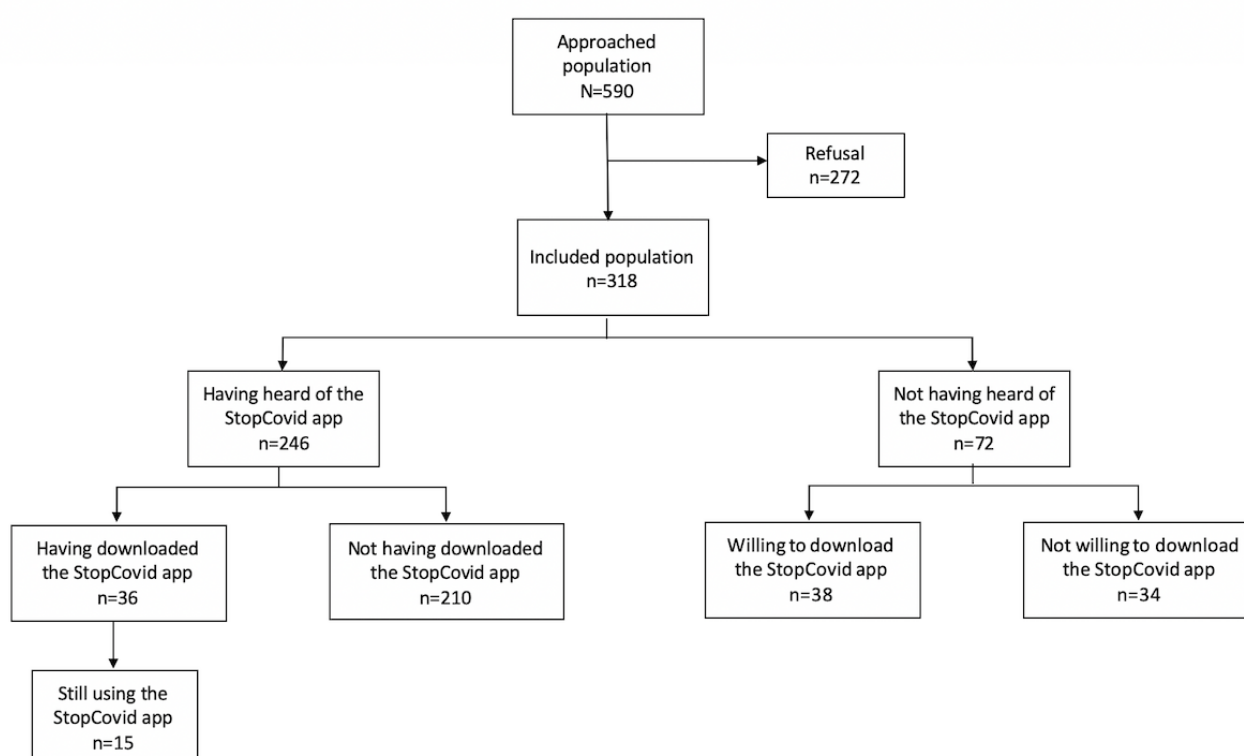 Approached
population
N=590
Refusal
n=272
Included population
n=318
Having heard of the
StopCovid app
n=246
Not having heard of
the StopCovid app
n=72
Having downloaded
the StopCovid app
n=36
Not having downloaded
the StopCovid app
n=210
Willing to download
the StopCovid app
n=38
Not willing to download
the StopCovid app
n=34
Still using the
StopCovid app
n=15